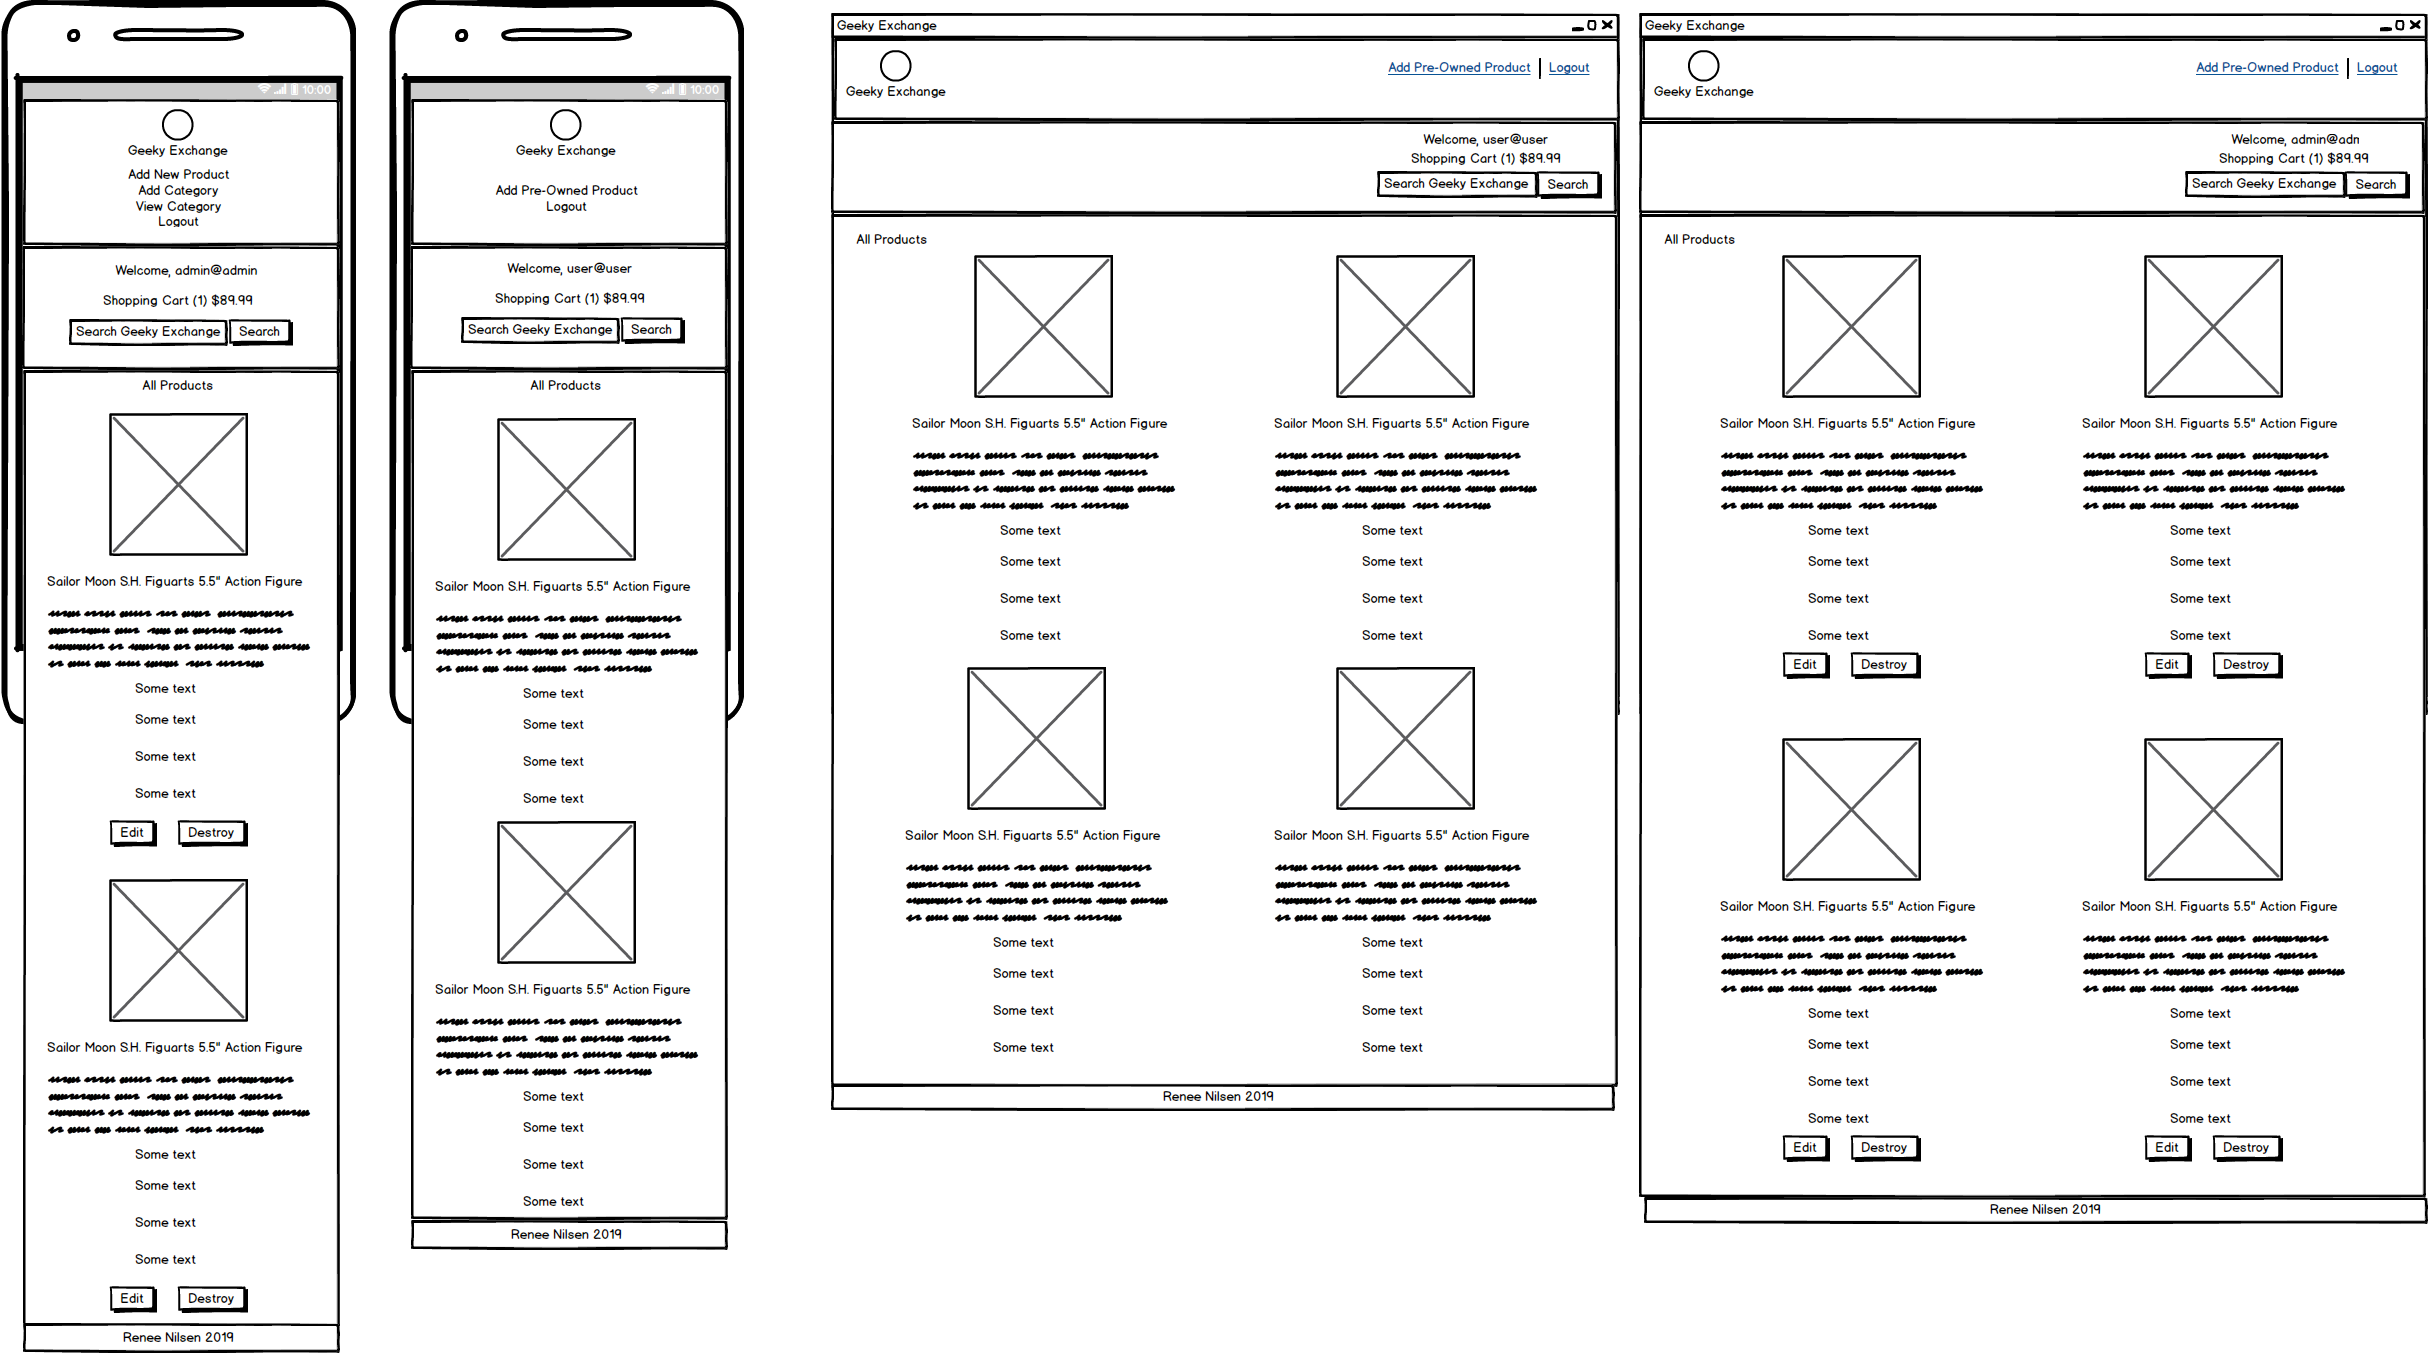 10:00
Geeky Exchange
Add New Product
Add Category
View Category
Logout
Welcome, admin@admin
Shopping Cart (1) $89.99
Search Geeky Exchange Search
All Products
Sailor Moon S.H. Figuarts 5.5" Action Figure
Some text
Some text
Some text
Some text
Edit Destroy
Sailor Moon S.H. Figuarts 5.5" Action Figure
Some text
Some text
Some text
Some text
Edit Destroy
Renee Nilsen 2019
10:00
Geeky Exchange
Add Pre-Owned Product
Logout
Welcome, user@user
Shopping Cart (1) $89.99
Search Geeky Exchange Search
All Products
Sailor Moon S.H. Figuarts 5.5" Action Figure
Some text
Some text
Some text
Some text
Sailor Moon S.H. Figuarts 5.5" Action Figure
Some text
Some text
Some text
Some text
Renee Nilsen 2019
Geeky Exchange
Add Pre-Owned Product Logout
Geeky Exchange
Welcome, user@user
Shopping Cart (1) $89.99
Search Geeky Exchange Search
All Products
Sailor Moon S.H. Figuarts 5.5" Action Figure Sailor Moon S.H. Figuarts 5.5" Action Figure
Some text Some text
Some text Some text
Some text Some text
Some text Some text
Sailor Moon S.H. Figuarts 5.5" Action Figure Sailor Moon S.H. Figuarts 5.5" Action Figure
Some text Some text
Some text Some text
Some text Some text
Some text Some text
Renee Nilsen 2019
Geeky Exchange
Add Pre-Owned Product Logout
Geeky Exchange
Welcome, admin@adn
Shopping Cart (1) $89.99
Search Geeky Exchange Search
All Products
Sailor Moon S.H. Figuarts 5.5" Action Figure Sailor Moon S.H. Figuarts 5.5" Action Figure
Some text Some text
Some text Some text
Some text Some text
Some text Some text
Edit Destroy Edit Destroy
Sailor Moon S.H. Figuarts 5.5" Action Figure Sailor Moon S.H. Figuarts 5.5" Action Figure
Some text Some text
Some text Some text
Some text Some text
Some text Some text
Edit Destroy Edit Destroy
Renee Nilsen 2019